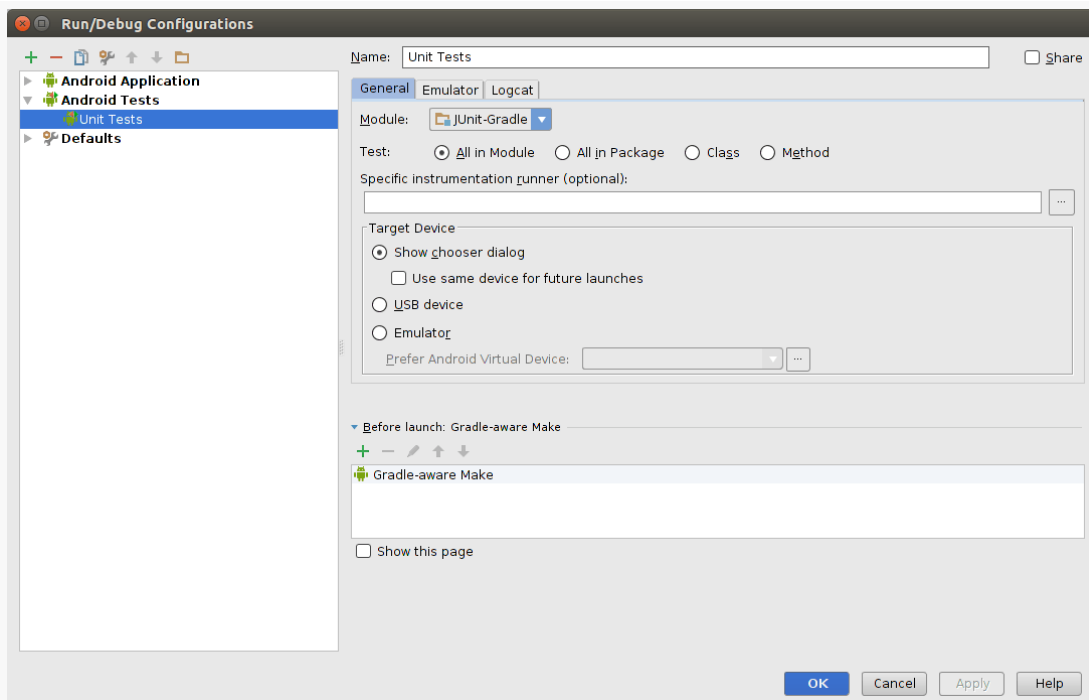 Run/Debug Configurations
Name: Unit Tests Share
Android Application
Android Tests
Unit Tests
Defaults
General Emulator Logcat
Module: JUnit-Gradle
Test: All in Module All in Package Class Method
Specific instrumentation runner (optional):
...
Target Device
Show chooser dialog
Use same device for future launches
USB device
Emulator
Prefer Android Virtual Device: ...
Before launch: Gradle-aware Make
Gradle-aware Make
Show this page
OK Cancel Apply Help